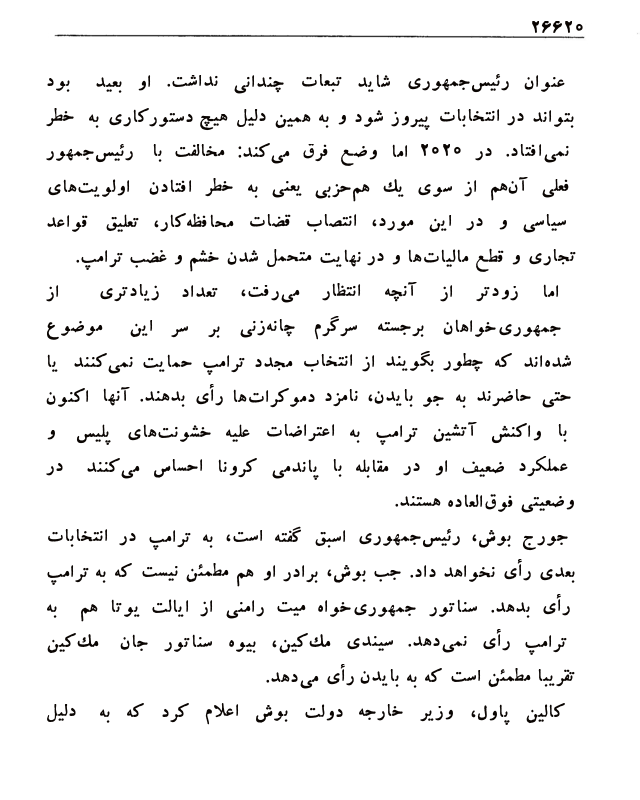 ۲۶۶۲۰
عنوان رئیس‌جمهوری شاید تبعات چندانی نداشت. او بعید بود
بتواند در انتخابات پیروز شود و به همین دلیل هیچ دستورکاری به خطر
نمی‌افتاد. در ۲۰۲۰ اما وضع فرق می‌کند: مخالفت با رئیس‌جمهور
فعلی آن‌هم از سوی یك هم‌حزبی یعنی به خطر افتادن اولویت‌های
سیاسی و در این مورد، انتصاب قضات محافظه‌کار، تعلیق قواعد
تجاری و قطع مالیات‌ها و در نهایت متحمل شدن خشم و غضب ترامپ.
اما زودتر از آنچه انتظار می‌رفت، تعداد زیادتری از
جمهوری‌خواهان برجسته سرگرم چانه‌زنی بر سر این موضوع
شده‌اند که چطور بگویند از انتخاب مجدد ترامپ حمایت نمی‌کنند یا
حتی حاضرند به جو بایدن، نامزد دموکرات‌ها رأی بدهند. آنها اکنون
با واکنش آتشین ترامپ به اعتراضات علیه خشونت‌های پلیس و
عملکرد ضعیف او در مقابله با پاندمی کرونا احساس می‌کنند در
وضعیتی فوق‌العاده هستند.
جورج بوش، رئیس‌جمهوری اسبق گفته است، به ترامپ در انتخابات
بعدی رأی نخواهد داد. جب بوش، برادر او هم مطمئن نیست که به ترامپ
رأی بدهد. سناتور جمهوری‌خواه میت رامنی از ایالت یوتا هم به
ترامپ رأی نمی‌دهد. سیندی مك‌کین، بیوه سناتور جان مك‌کین
تقریبا مطمئن است که به بایدن رأی می‌دهد.
کالین پاول، وزیر خارجه دولت بوش اعلام کرد که به دلیل